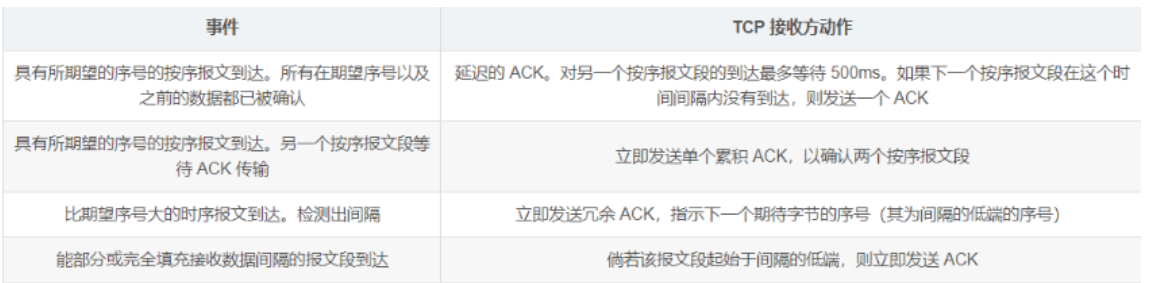 事件
TCP 接收方动作
具有所期望的序号的按序报文到达。所有在期望序号以及
之前的数据都已被确认
延迟的 ACK。对另一个按序报文段的到达最多等待 500ms。如果下一个按序报文段在这个时
间间隔内没有到达，则发送一个 ACK
具有所期望的序号的按序报文到达。另一个按序报文段等
待 ACK 传输
立即发送单个累积 ACK，以确认两个按序报文段
比期望序号大的时序报文到达。检测出间隔
立即发送冗余 ACK，指示下一个期待字节的序号（其为间隔的低端的序号）
能部分或完全填充接收数据间隔的报文段到达
倘若该报文段起始于间隔的低端，则立即发送 ACK